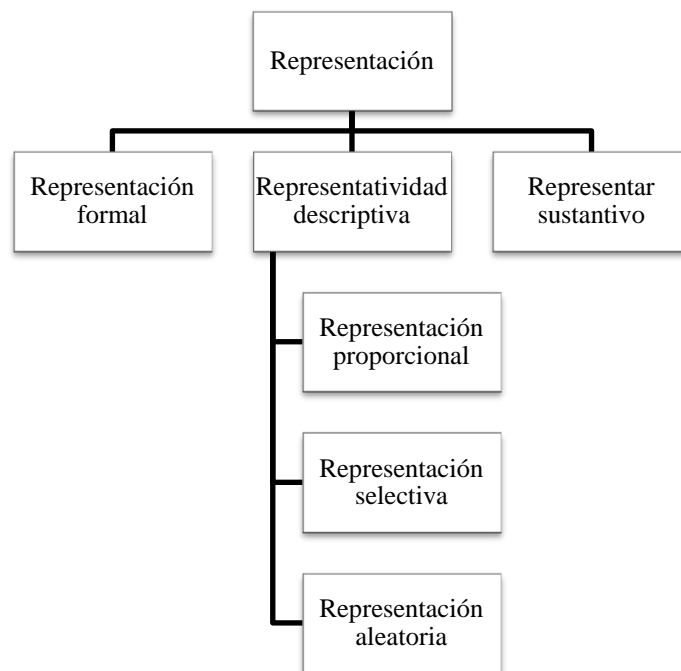 Representación
Representación
formal
Representatividad
descriptiva
Representar
sustantivo
Representación
proporcional
Representación
selectiva
Representación
aleatoria